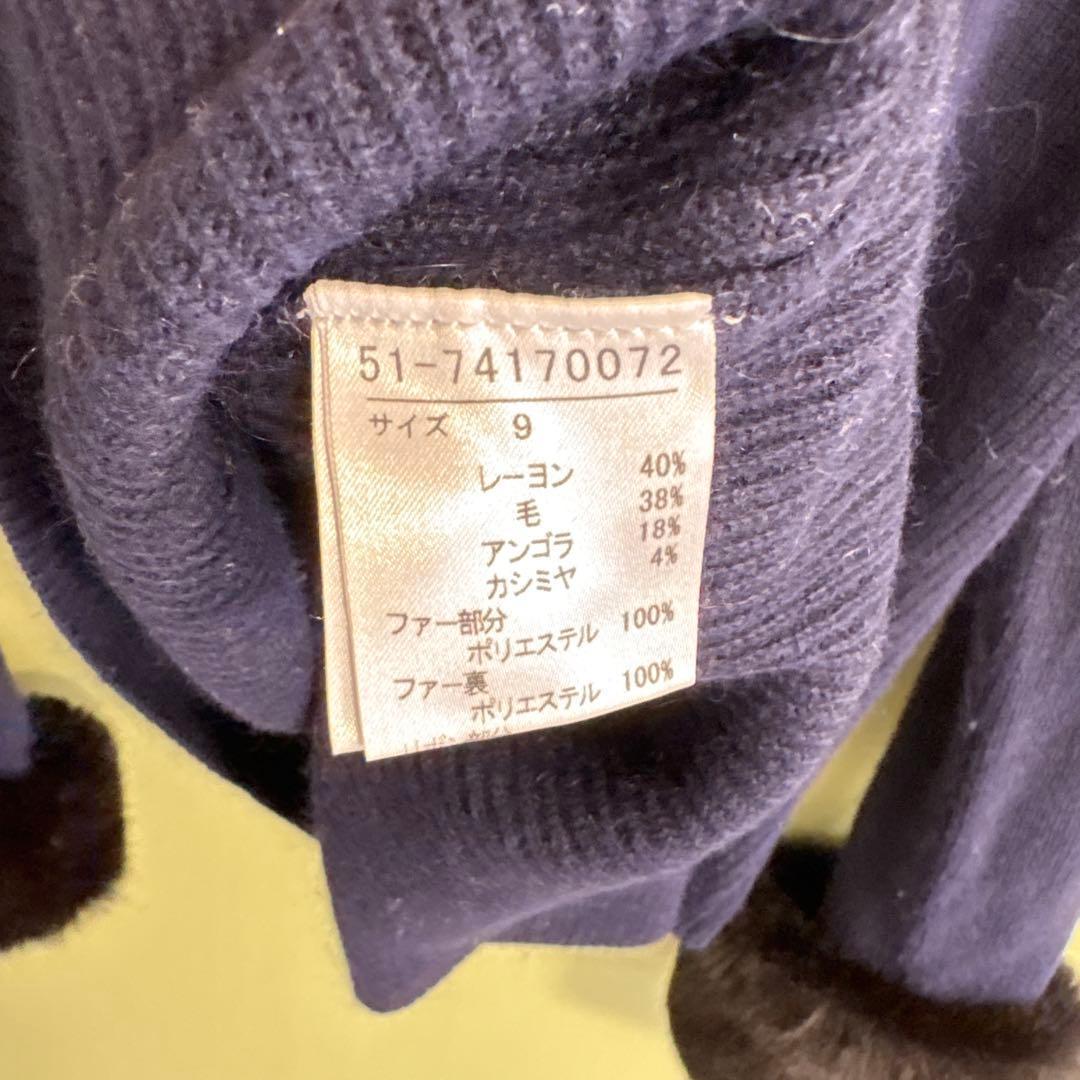 51-74170072
サイズ 9
レーヨン 40%
毛 38%
アンゴラ 18%
カシミヤ 4%
ファー部分
ポリエステル 100%
ファー裏
ポリエステル 100%